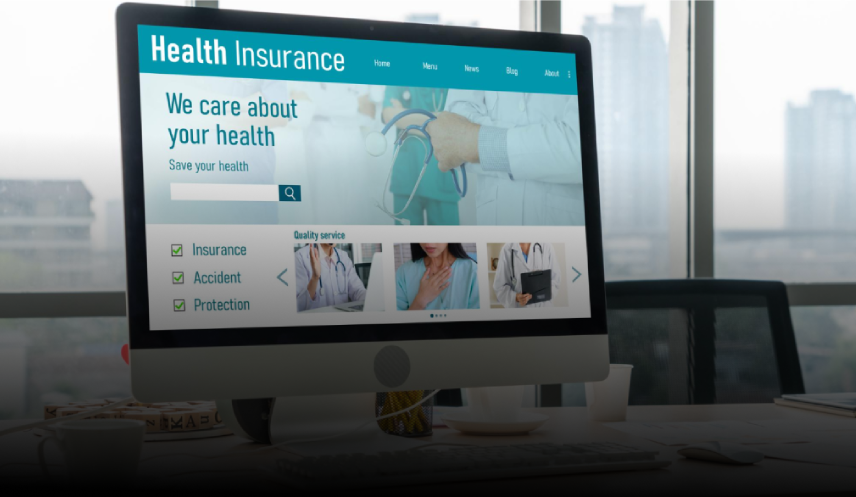 Health Insurance
Home
Menu
News
Blog
About
We care about
your health
Save your health
Insurance
Accident
Protection
Quality service